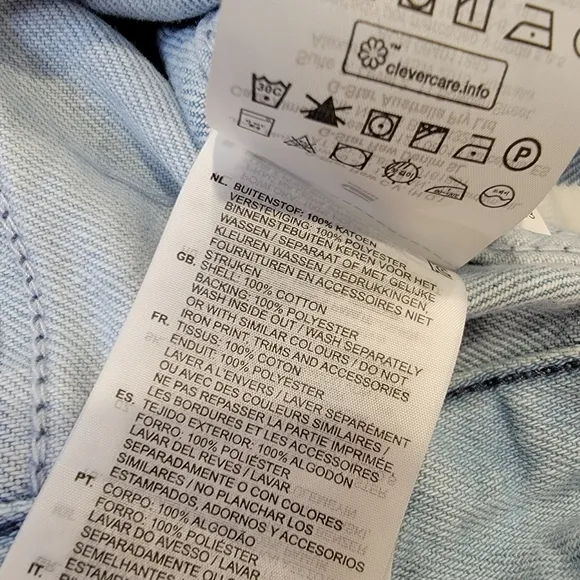 clevercare.info
30C
P
NL. BUITENSTOF: 100% KATOEN
VERSTEVIGING: 100% POLYESTER
BINNENSTEBUITEN KEREN VOOR HET
WASSEN / SEPARAAT OF MET GELIJKE
KLEUREN WASSEN / BEDRUKKINGEN,
FOURNITUREN EN ACCESSOIRES NIET
STRIJKEN
GB. SHELL: 100% COTTON
BACKING: 100% POLYESTER
WASH INSIDE OUT / WASH SEPARATELY
OR WITH SIMILAR COLOURS / DO NOT
IRON PRINT, TRIMS AND ACCESSORIES
FR. TISSUS: 100% COTON
ENDUIT: 100% POLYESTER
LAVER A L'ENVERS / LAVER SÉPARÉMENT
OU AVEC DES COULEURS SIMILAIRES /
NE PAS REPASSER LA PARTIE IMPRIMÉE,
LES BORDURES ET LES ACCESSOIRES
ES. TEJIDO EXTERIOR: 100% ALGODÓN
FORRO: 100% POLIÉSTER
LAVAR DEL REVÉS / LAVAR
SEPARADAMENTE O CON COLORES
SIMILARES / NO PLANCHAR LOS
ESTAMPADOS, ADORNOS Y ACCESORIOS
PT. CORPO: 100% ALGODÃO
FORRO: 100% POLIÉSTER
LAVAR DO AVESSO / LAVAR
SEPARADAMENTE OU
SEMELHANTES
IT.